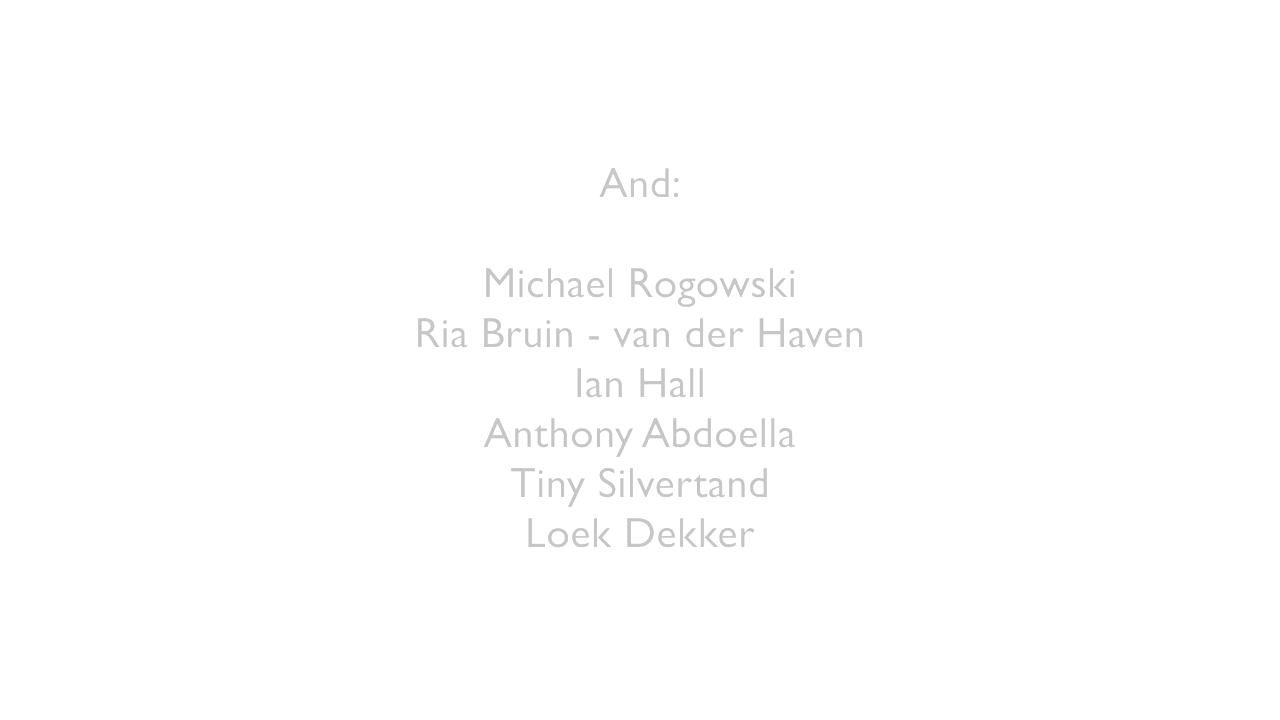 And:
Michael Rogowski
Ria Bruin - van der Haven
Ian Hall
Anthony Abdoella
Tiny Silvertand
Loek Dekker